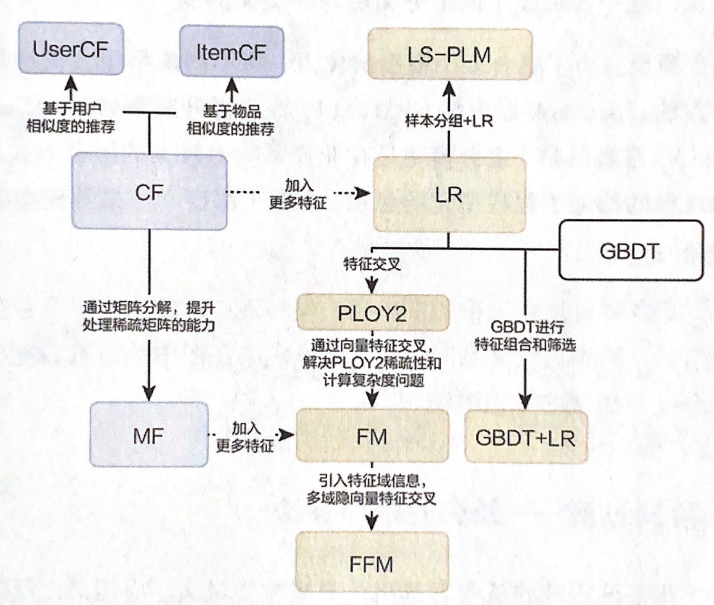 UserCF
ItemCF
LS-PLM
基于用户
相似度的推荐
基于物品
相似度的推荐
样本分组+LR
CF
加入
更多特征
LR
GBDT
特征交叉
PLOY2
通过矩阵分解，提升
处理稀疏矩阵的能力
GBDT进行
特征组合和筛选
通过向量特征交叉，
解决PLOY2稀疏性和
计算复杂度问题
MF
加入
更多特征
FM
GBDT+LR
引入特征域信息，
多域隐向量特征交叉
FFM